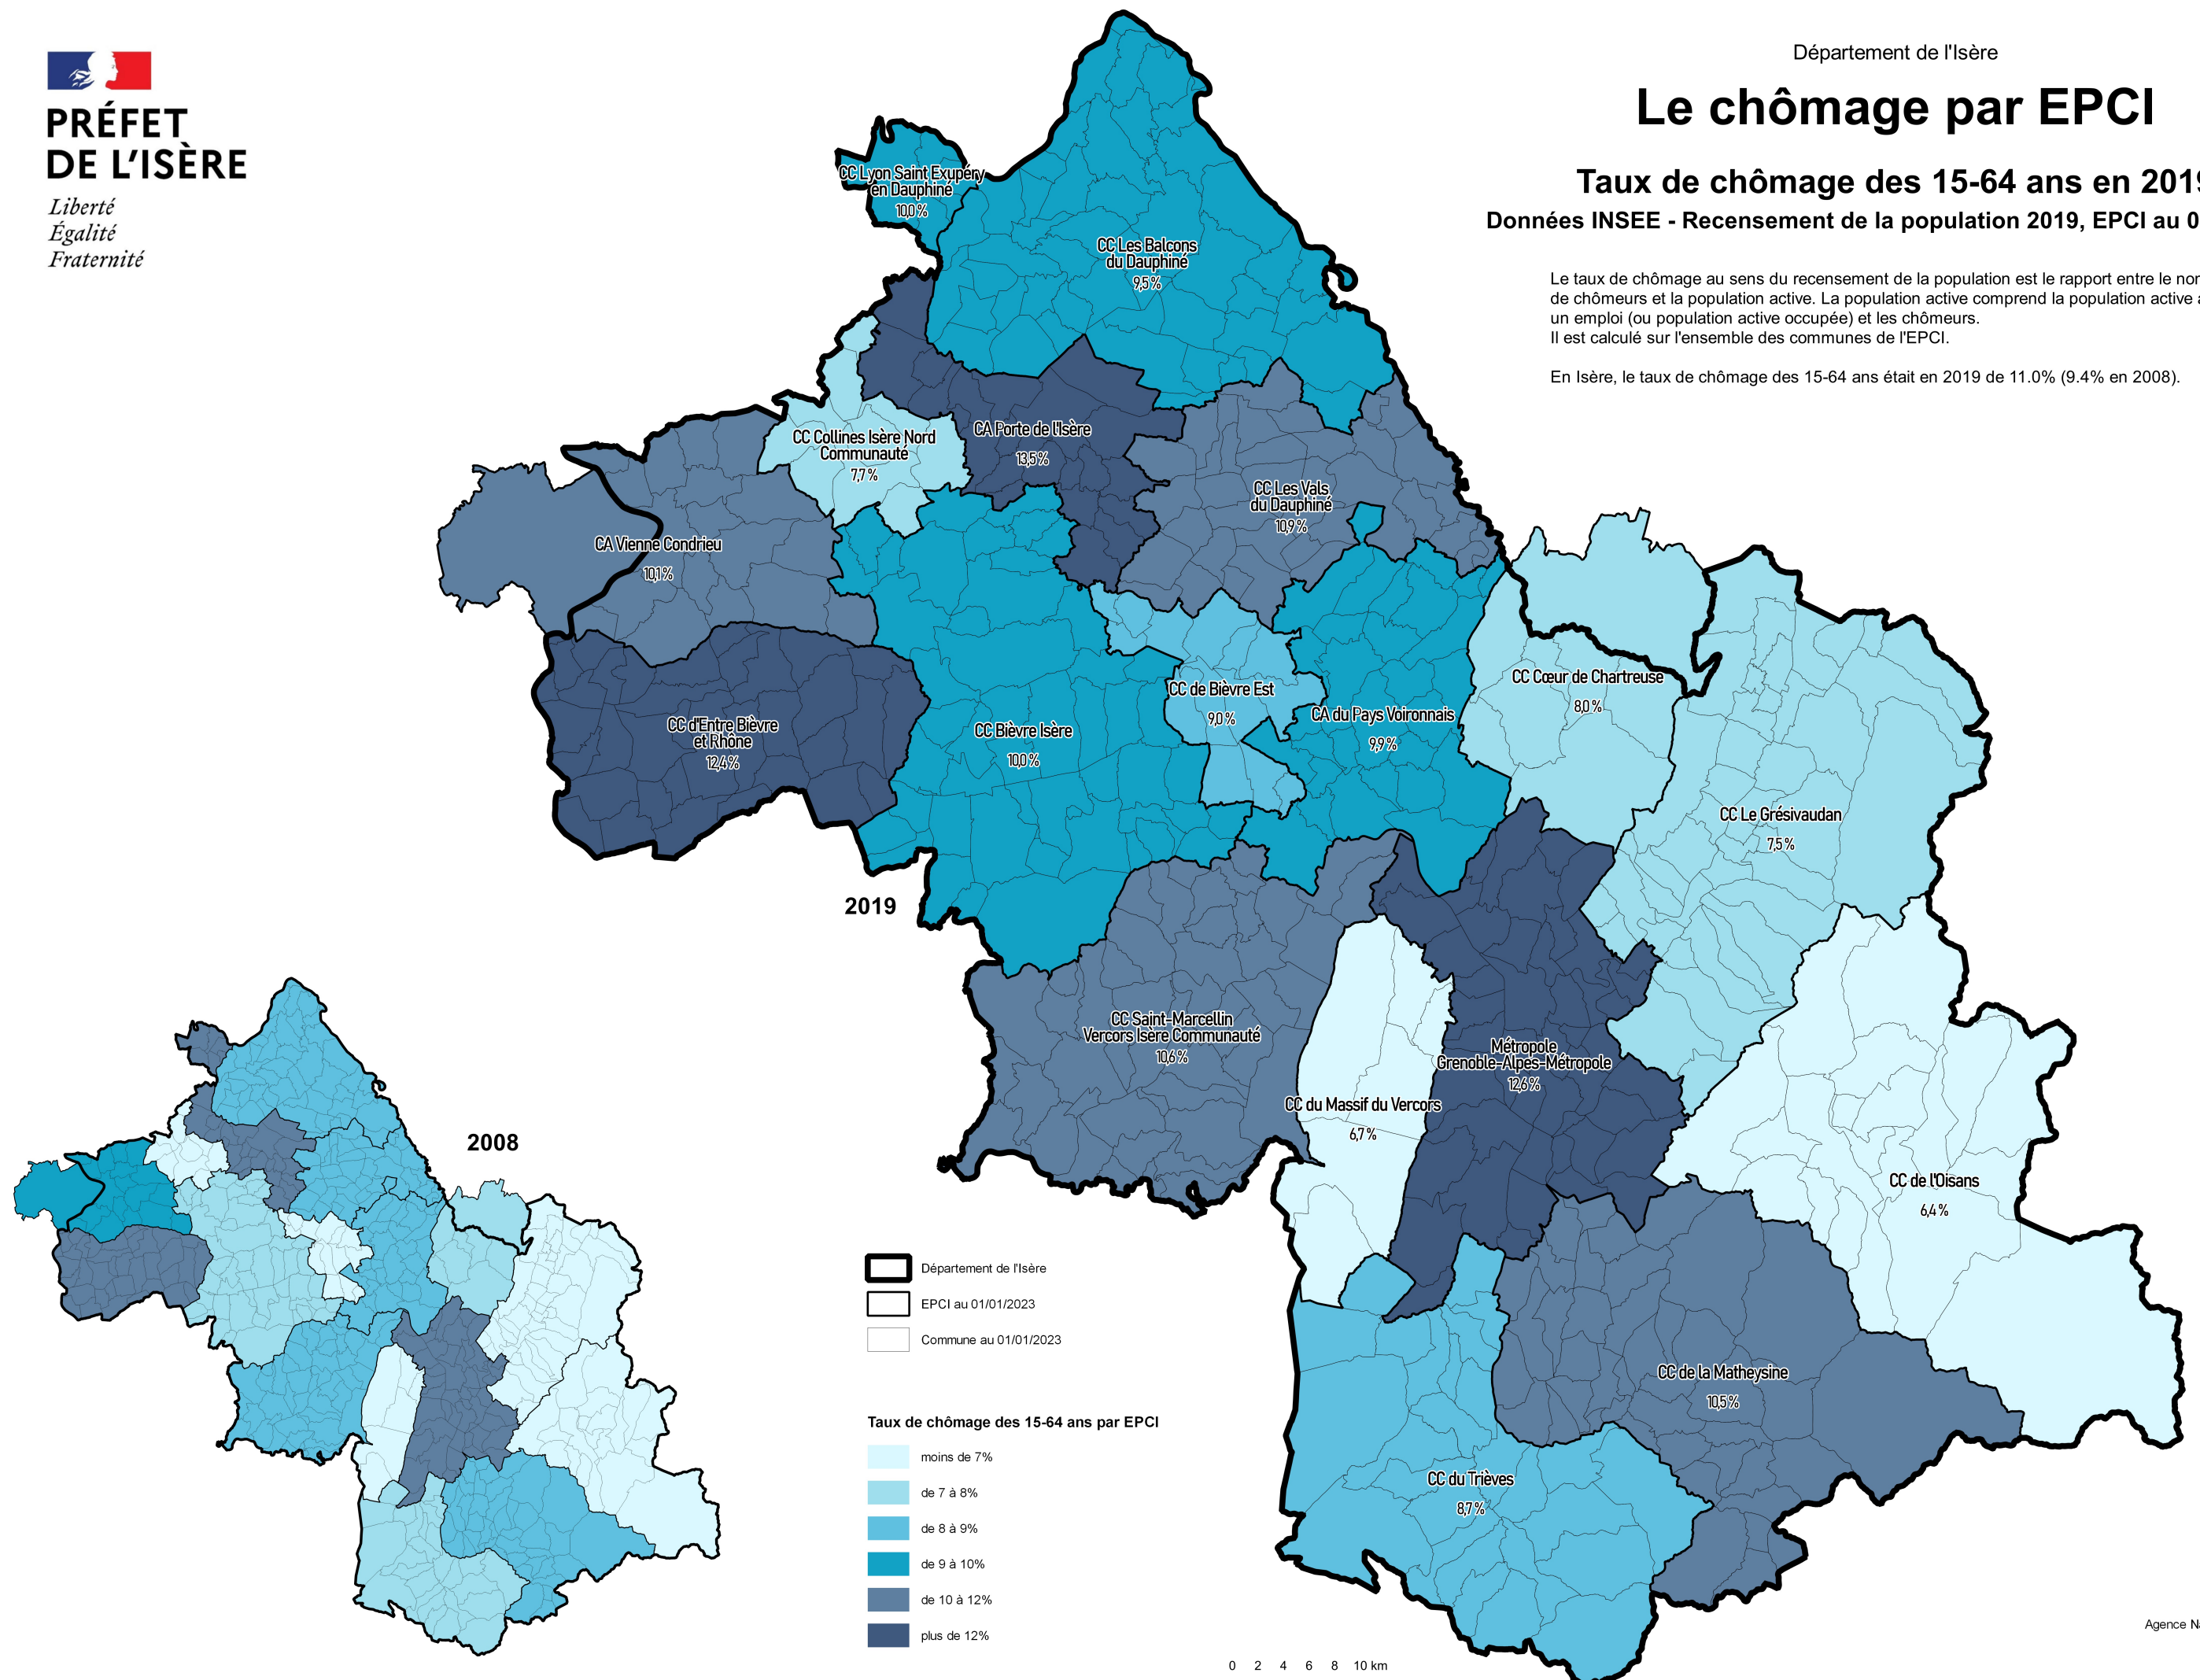 PRÉFET
DE L'ISÈRE
Liberté
Égalité
Fraternité
Département de l'Isère
Le chômage par EPCI
Taux de chômage des 15-64 ans en 2019
Données INSEE - Recensement de la population 2019, EPCI au 0
Le taux de chômage au sens du recensement de la population est le rapport entre le nor
de chômeurs et la population active. La population active comprend la population active a
un emploi (ou population active occupée) et les chômeurs.
Il est calculé sur l'ensemble des communes de l'EPCI.
En Isère, le taux de chômage des 15-64 ans était en 2019 de 11.0% (9.4% en 2008).
CC Lyon Saint Exupéry
en Dauphiné
10,0 %
CC Les Balcons
du Dauphiné
9,5 %
CC Collines Isère Nord
Communauté
7,7 %
CA Porte de l'Isère
13,5 %
CC Les Vals
du Dauphiné
10,9 %
CA Vienne Condrieu
10,1 %
CC d'Entre Bièvre
et Rhône
12,4 %
CC Bièvre Isère
10,0 %
CC de Bièvre Est
9,0 %
CA du Pays Voironnais
9,9 %
CC Cœur de Chartreuse
8,0 %
CC Le Grésivaudan
7,5 %
2019
CC Saint-Marcellin
Vercors Isère Communauté
10,6 %
CC du Massif du Vercors
6,7 %
Métropole
Grenoble-Alpes-Métropole
12,6 %
CC de l'Oisans
6,4 %
CC de la Matheysine
10,5 %
CC du Trièves
8,7 %
2008
Département de l'Isère
EPCI au 01/01/2023
Commune au 01/01/2023
Taux de chômage des 15-64 ans par EPCI
moins de 7%
de 7 à 8%
de 8 à 9%
de 9 à 10%
de 10 à 12%
plus de 12%
0 2 4 6 8 10 km
Agence Na